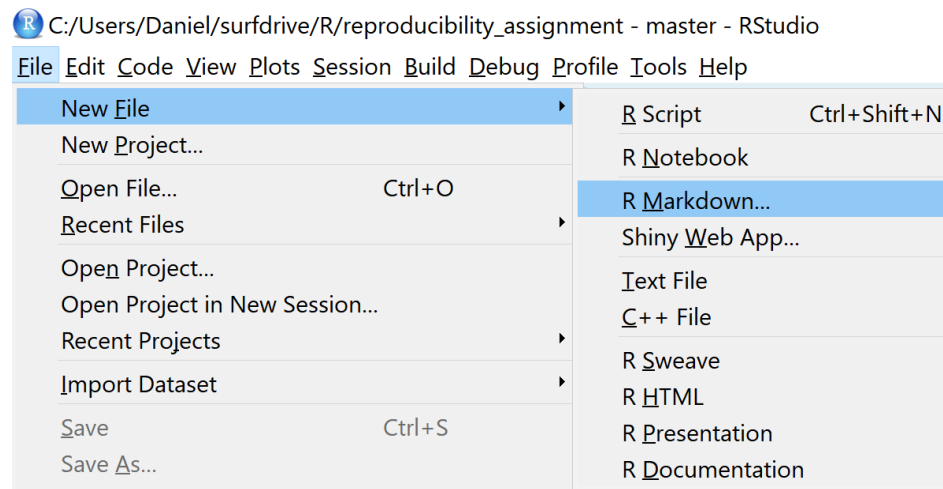 R C:/Users/Daniel/surfdrive/R/reproducibility_assignment - master - RStudio
File Edit Code View Plots Session Build Debug Profile Tools Help
New File
New Project...
Open File... Ctrl+O
Recent Files
Open Project...
Open Project in New Session...
Recent Projects
Import Dataset
Save Ctrl+S
Save As...
R Script Ctrl+Shift+N
R Notebook
R Markdown...
Shiny Web App...
Text File
C++ File
R Sweave
R HTML
R Presentation
R Documentation